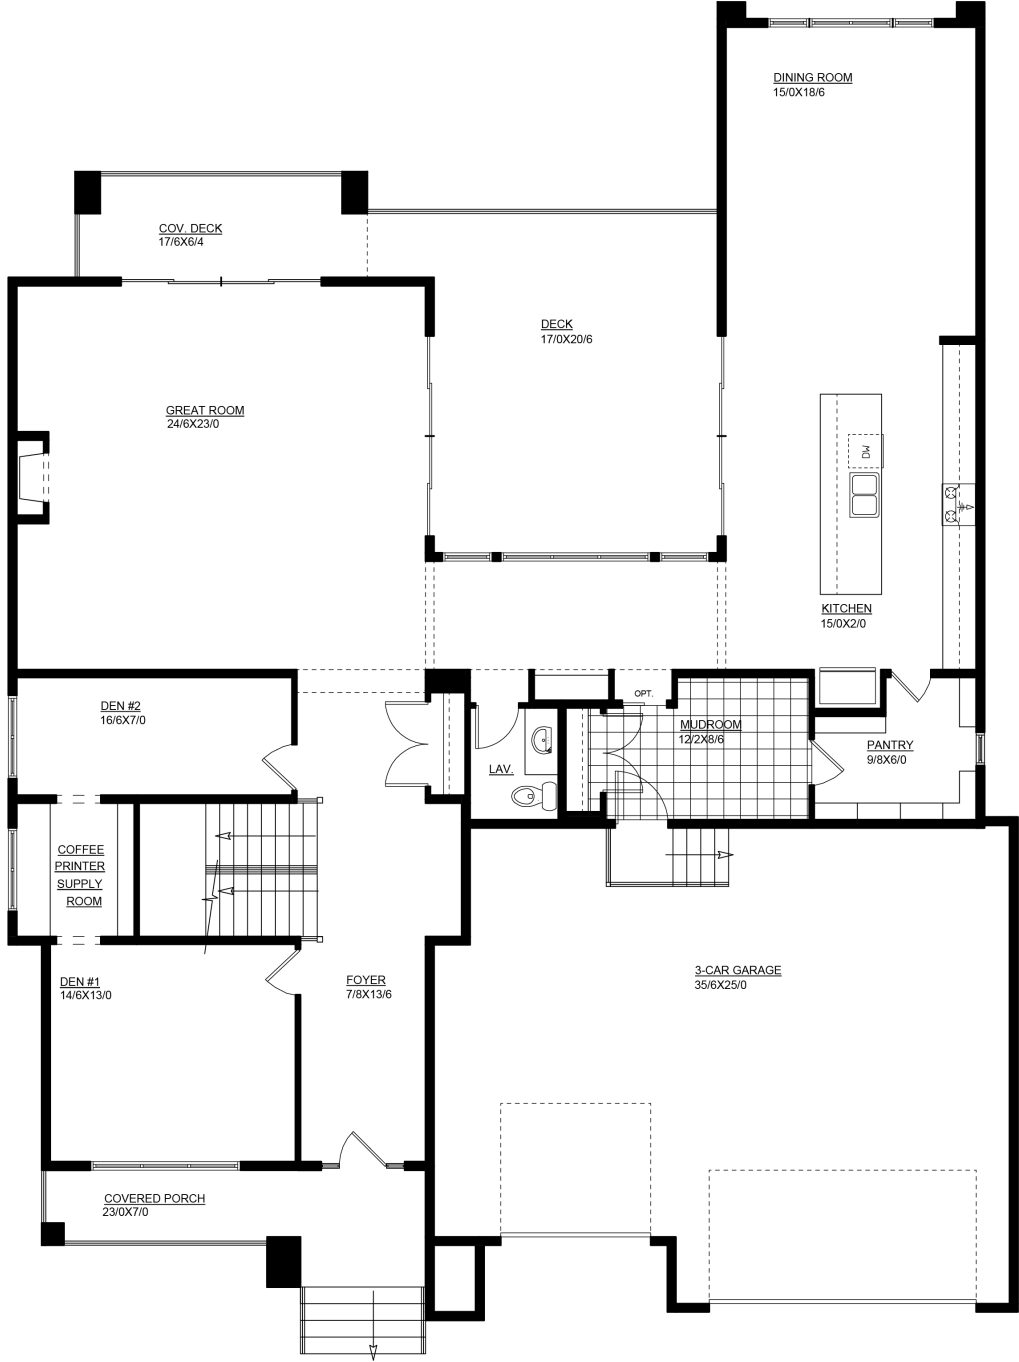 DINING ROOM
15/0X18/6
COV. DECK
17/6X6/4
DECK
17/0X20/6
GREAT ROOM
24/6X23/0
DW
KITCHEN
15/0X2/0
OPT.
DEN #2
16/6X7/0
MUDROOM
12/2X8/6
PANTRY
9/8X6/0
LAV.
COFFEE
PRINTER
SUPPLY
ROOM
DEN #1
14/6X13/0
FOYER
7/8X13/6
3-CAR GARAGE
35/6X25/0
COVERED PORCH
23/0X7/0